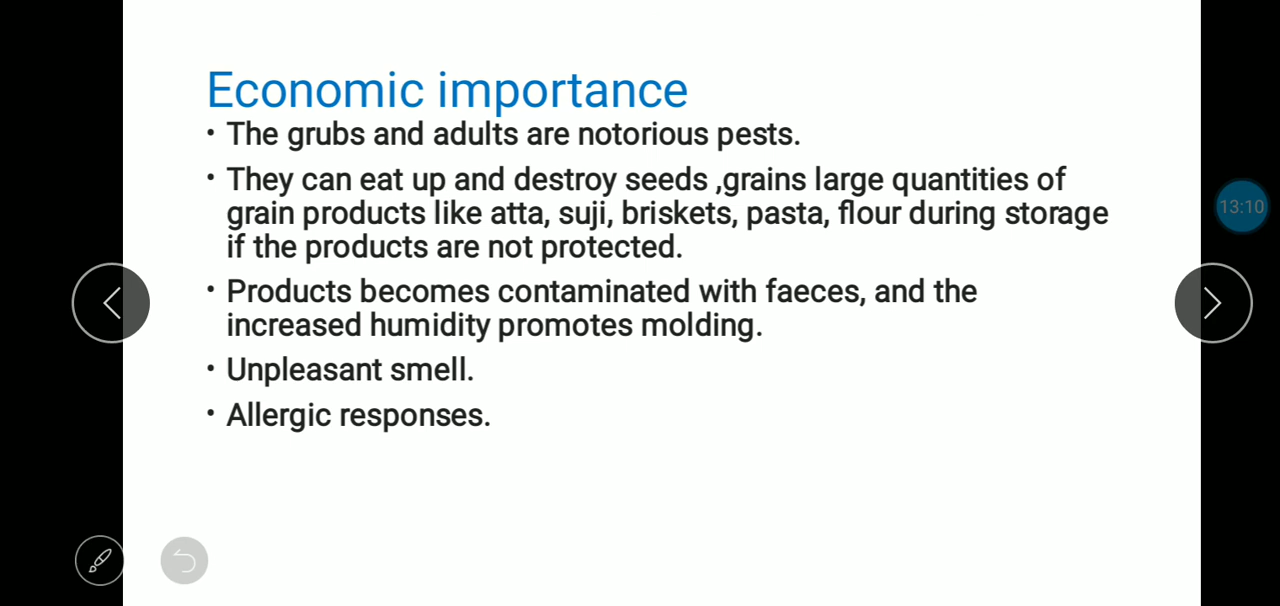 Economic importance
• The grubs and adults are notorious pests.
• They can eat up and destroy seeds ,grains large quantities of
grain products like atta, suji, briskets, pasta, flour during storage
if the products are not protected.
• Products becomes contaminated with faeces, and the
increased humidity promotes molding.
• Unpleasant smell.
• Allergic responses.
13:10